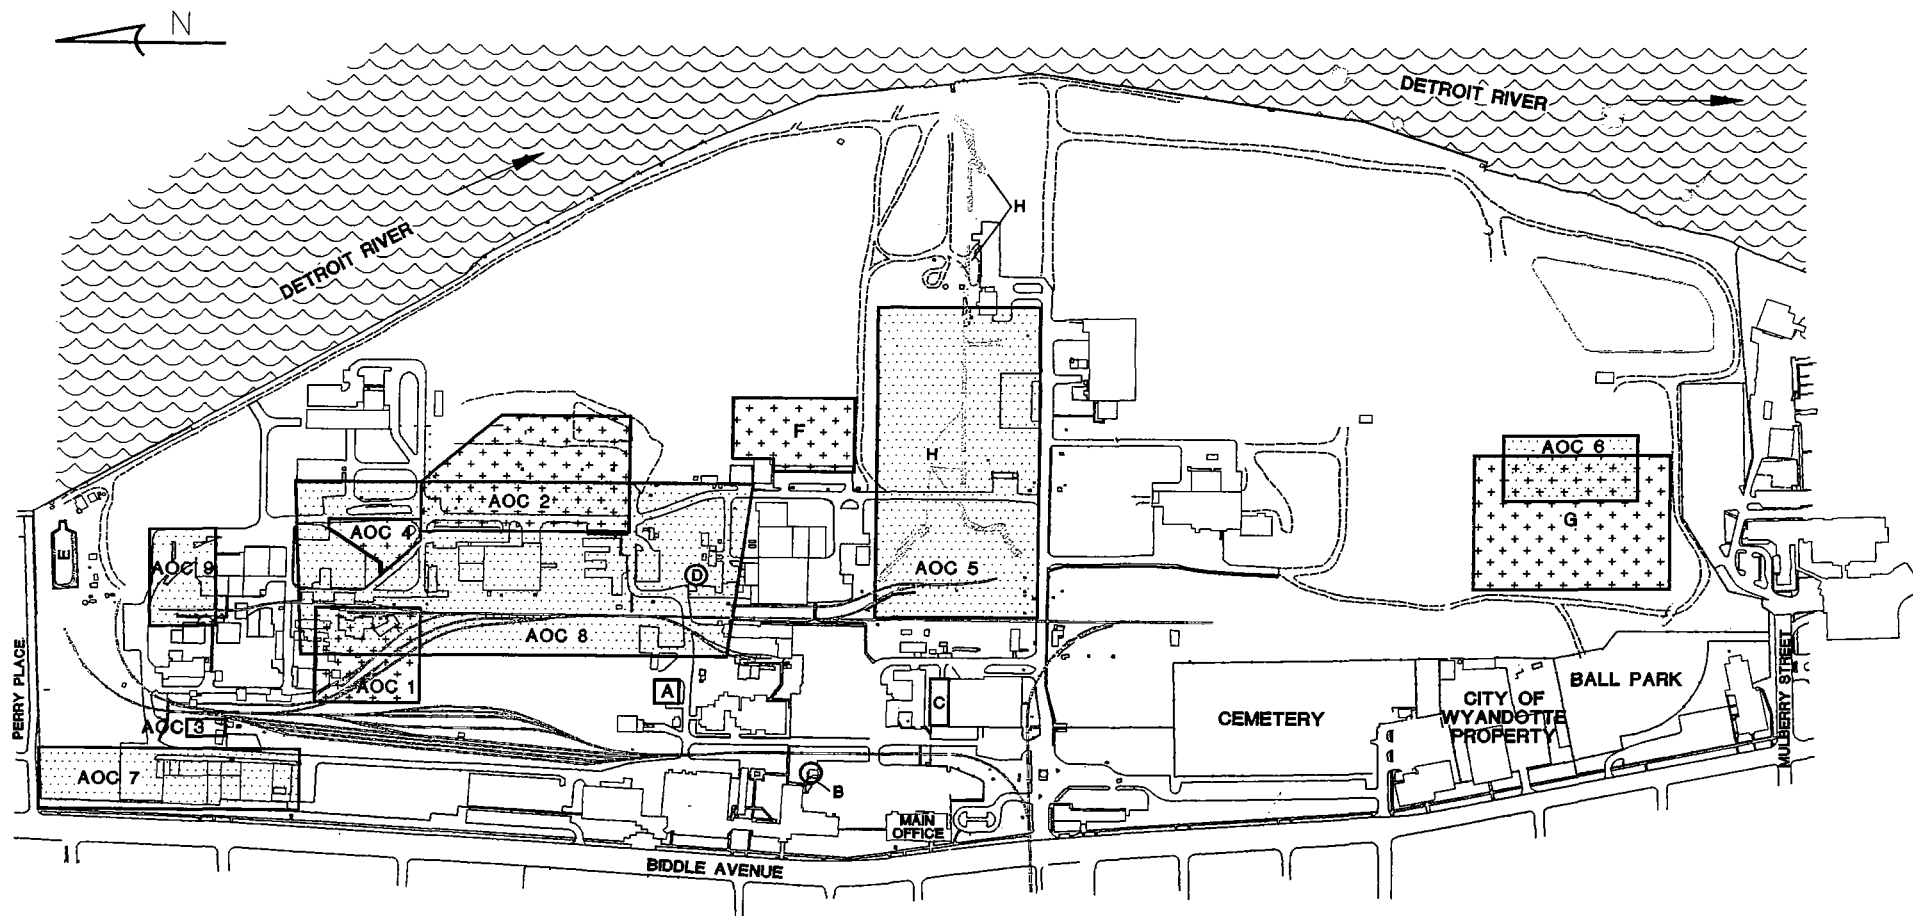 N
DETROIT RIVER
DETROIT RIVER
H
F
H
AOC 2
AOC 6
G
AOC 4
E
AOC 9
D
AOC 5
AOC 8
PERRY PLACE
AOC 1
A
C
AOC 3
CEMETERY
CITY OF
WYANDOTTE
PROPERTY
BALL PARK
MULBERRY STREET
AOC 7
B
MAIN
OFFICE
BIDDLE AVENUE